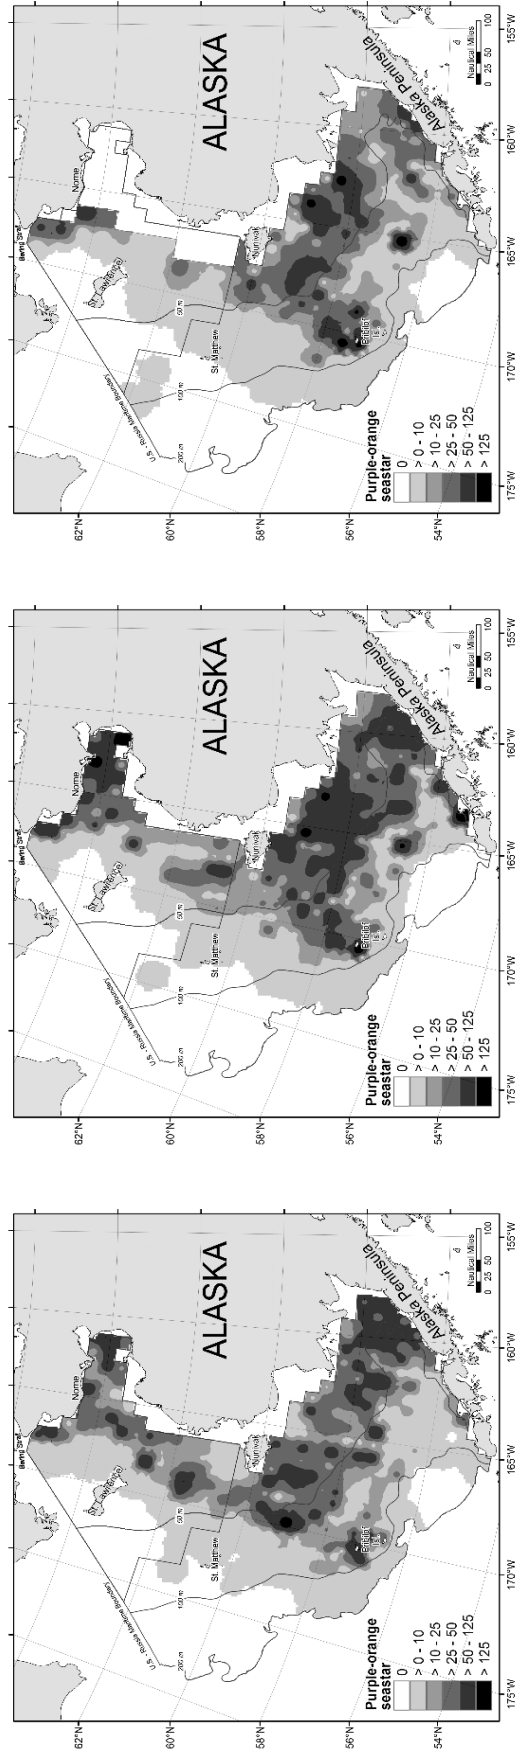 62°N
60°N
58°N
56°N
54°N
Bering Strait
Nome
St. Lawrence
U.S. - Russia Maritime Boundary
ALASKA
50 m
100 m
200 m
St. Matthew
Nunivak
Pribilof
Is.
Alaska Peninsula
Purple-orange
seastar
0
> 0 - 10
> 10 - 25
> 25 - 50
> 50 - 125
> 125
Nautical Miles
0 25 50 100
175°W 170°W 165°W 160°W 155°W
62°N
60°N
58°N
56°N
54°N
Bering Strait
Nome
St. Lawrence
U.S. - Russia Maritime Boundary
ALASKA
50 m
100 m
200 m
St. Matthew
Nunivak
Pribilof
Is.
Alaska Peninsula
Purple-orange
seastar
0
> 0 - 10
> 10 - 25
> 25 - 50
> 50 - 125
> 125
Nautical Miles
0 25 50 100
175°W 170°W 165°W 160°W 155°W
62°N
60°N
58°N
56°N
54°N
Bering Strait
Nome
St. Lawrence
U.S. - Russia Maritime Boundary
ALASKA
50 m
100 m
200 m
St. Matthew
Nunivak
Pribilof
Is.
Alaska Peninsula
Purple-orange
seastar
0
> 0 - 10
> 10 - 25
> 25 - 50
> 50 - 125
> 125
Nautical Miles
0 25 50 100
175°W 170°W 165°W 160°W 155°W